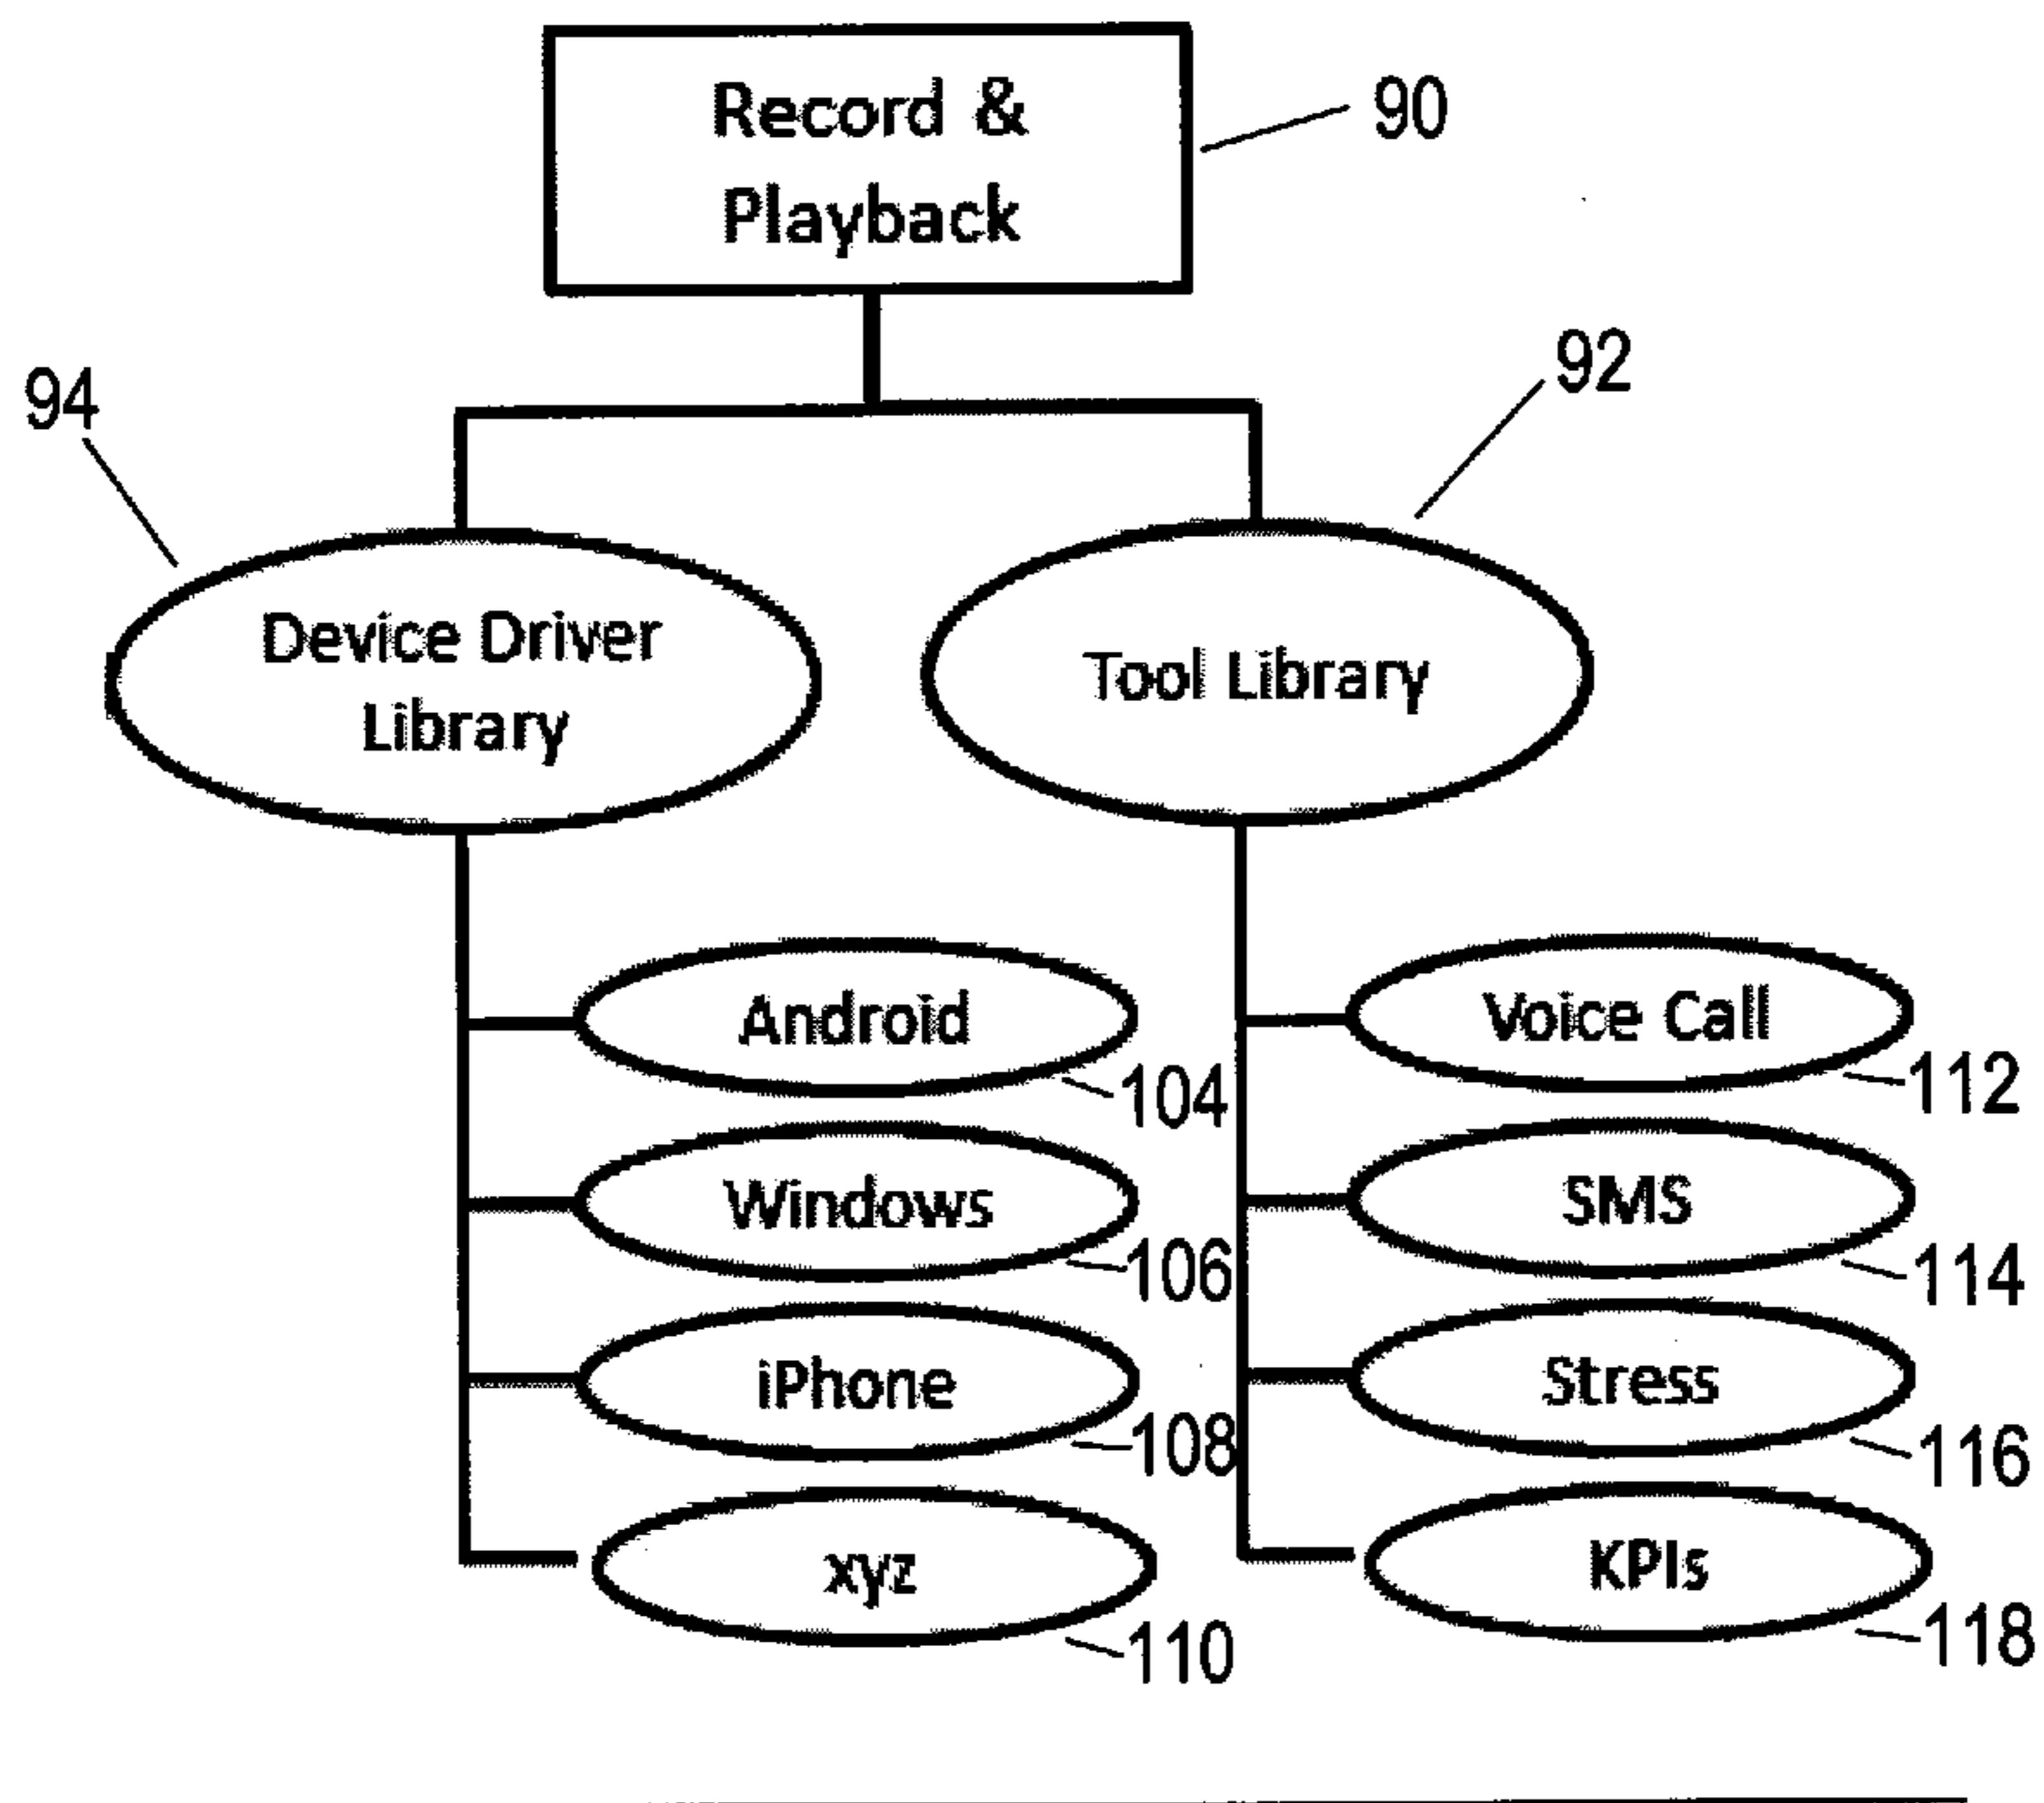 Record &
Playback
90
94
92
Device Driver
Library
Tool Library
Android
104
Voice Call
112
Windows
106
SMS
114
iPhone
108
Stress
116
xyz
110
KPIs
118